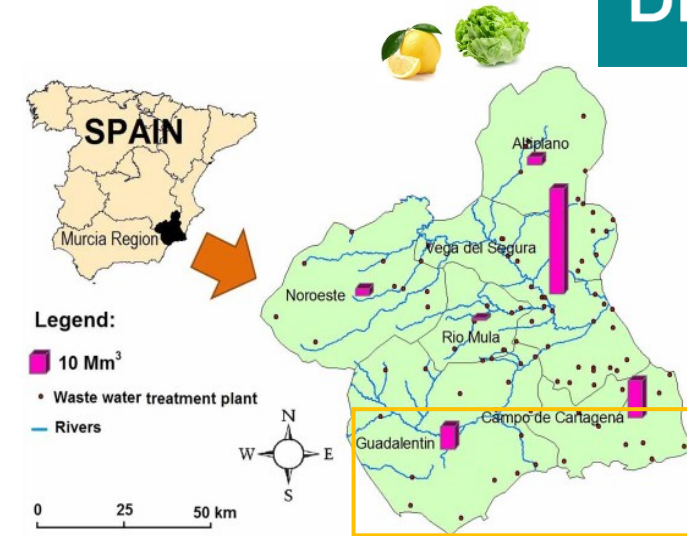 SPAIN
Murcia Region
Altiplano
Vega del Segura
Noroeste
Rio Mula
Campo de Cartagena
Guadalentin
Legend:
10 Mm³
Waste water treatment plant
Rivers
N
W
E
S
0 25 50 km